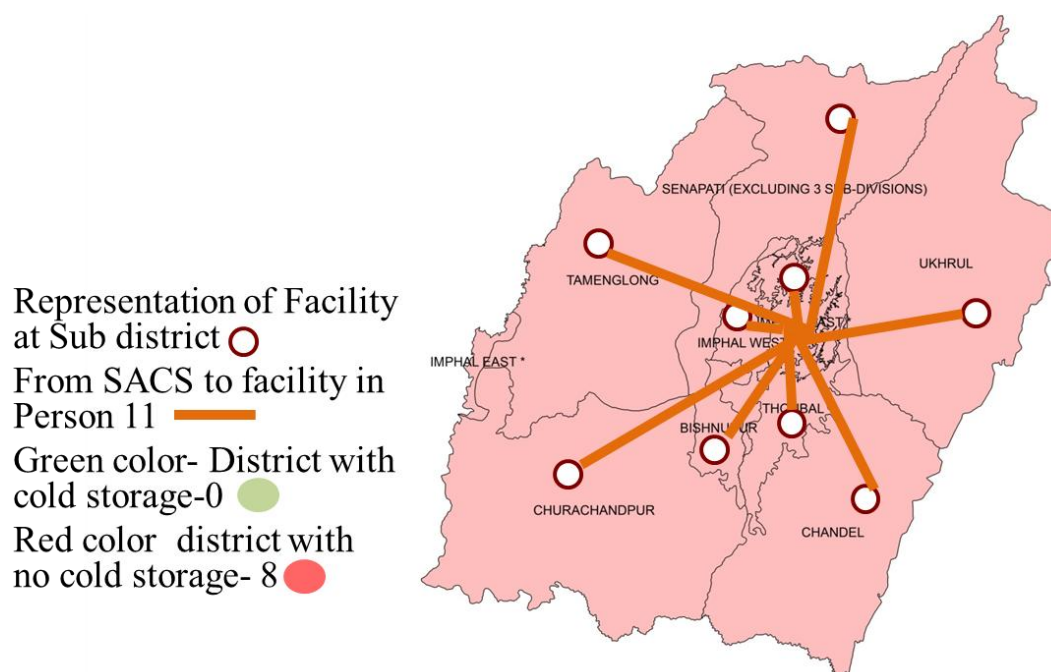 Representation of Facility
at Sub district
From SACS to facility in
Person 11
Green color- District with
cold storage-0
Red color district with
no cold storage- 8
SENAPATI (EXCLUDING 3 SUB-DIVISIONS)
UKHRUL
TAMENGLONG
IMPHAL WEST
IMPHAL EAST *
THOUBAL
BISHNUPUR
CHURACHANDPUR
CHANDEL